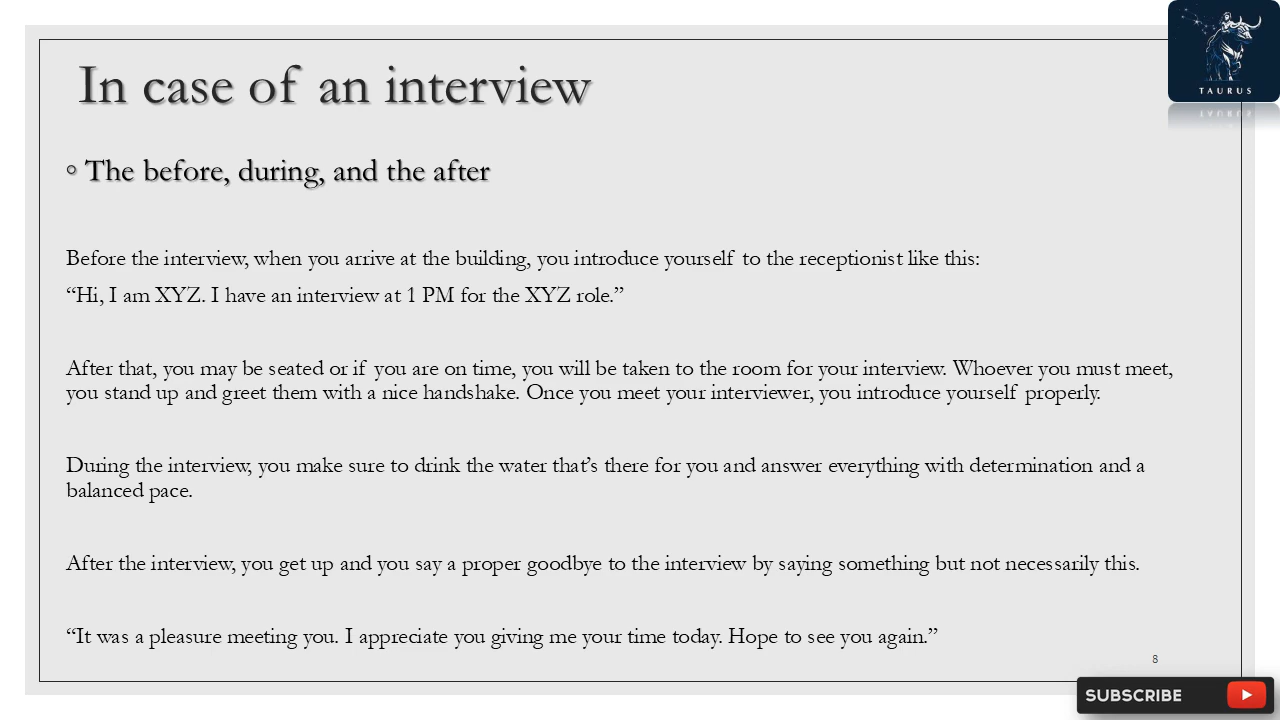 In case of an interview
TAURUS
◦ The before, during, and the after
Before the interview, when you arrive at the building, you introduce yourself to the receptionist like this:
“Hi, I am XYZ. I have an interview at 1 PM for the XYZ role.”
After that, you may be seated or if you are on time, you will be taken to the room for your interview. Whoever you must meet,
you stand up and greet them with a nice handshake. Once you meet your interviewer, you introduce yourself properly.
During the interview, you make sure to drink the water that’s there for you and answer everything with determination and a
balanced pace.
After the interview, you get up and you say a proper goodbye to the interview by saying something but not necessarily this.
“It was a pleasure meeting you. I appreciate you giving me your time today. Hope to see you again.”
8
SUBSCRIBE